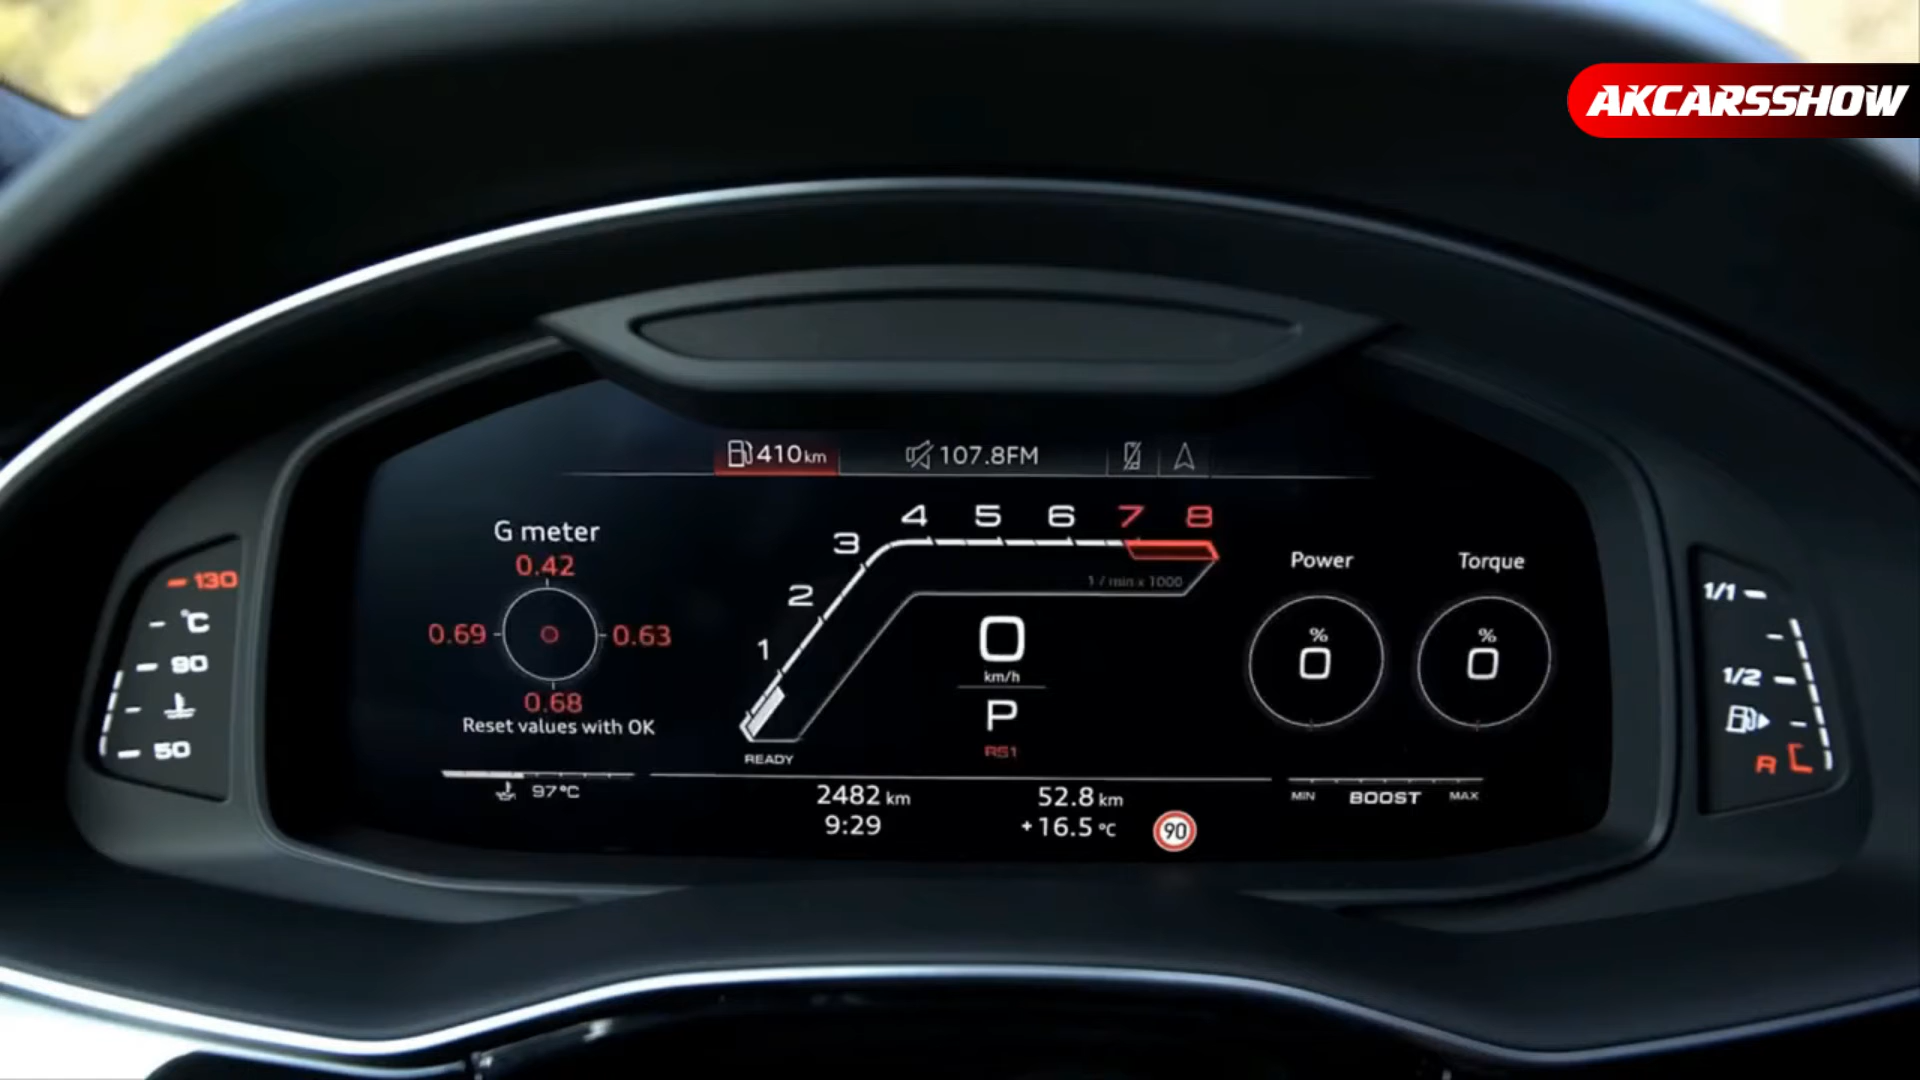 AKCARSSHOW
410 km
107.8FM
G meter
0.42
0.69
0.63
0.68
Reset values with OK
97°C
130
°C
90
50
1
2
3
4
5
6
7
8
1 / min x 1000
READY
0
km/h
P
RS1
Power
%
0
Torque
%
0
MIN
BOOST
MAX
2482 km
52.8 km
9:29
+16.5 °C
90
1/1
1/2
R